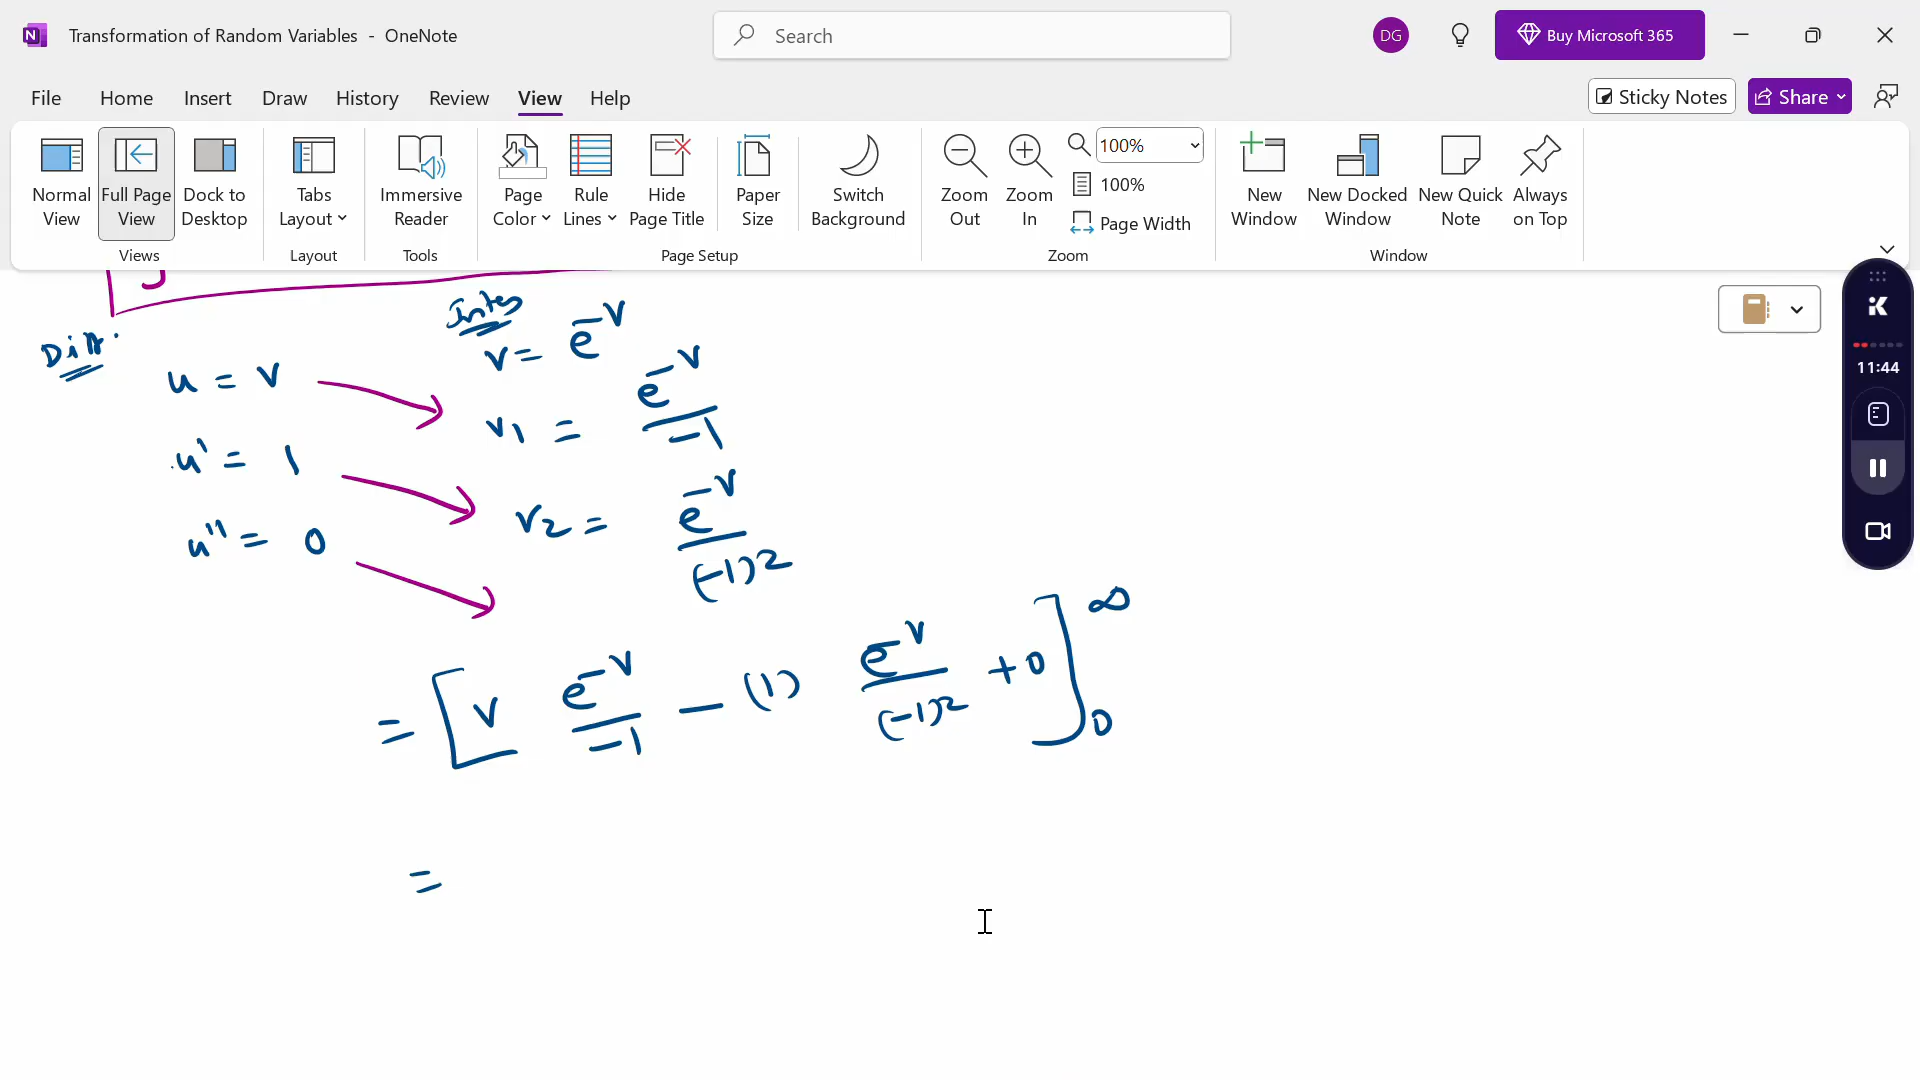 Transformation of Random Variables - OneNote
Search
DG
Buy Microsoft 365
File Home Insert Draw History Review View Help
Sticky Notes
Share
Normal View
Full Page View
Dock to Desktop
Tabs Layout
Immersive Reader
Page Color
Rule Lines
Hide Page Title
Paper Size
Switch Background
Zoom Out
Zoom In
100%
100%
Page Width
New Window
New Docked Window
New Quick Note
Always on Top
Views
Layout
Tools
Page Setup
Zoom
Window
11:44
Diff.
Integ
v = e^{-v}
u = v
v1 = e^{-v}/-1
u' = 1
v2 = e^{-v}/(-1)^2
u'' = 0
= [v e^{-v}/-1 - (1) e^{-v}/(-1)^2 + 0]_0^∞
=